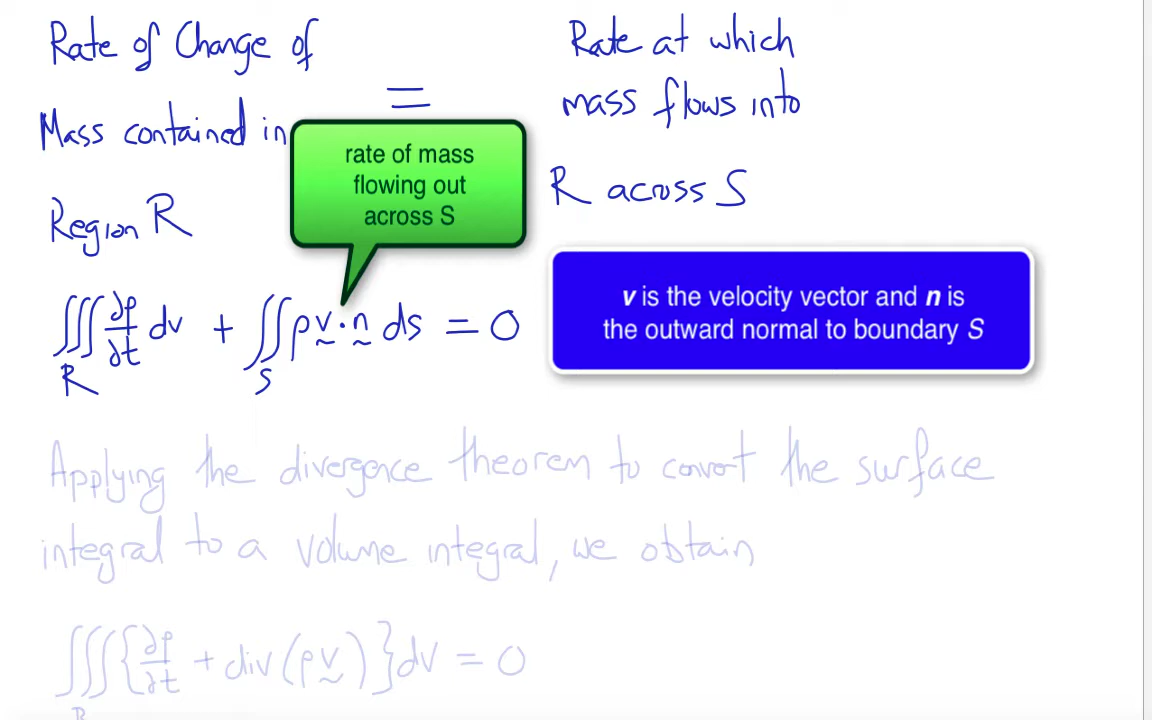 Rate of Change of
Mass contained in
Region R
=
Rate at which
mass flows into
R across S
rate of mass
flowing out
across S
∭_R ∂ρ/∂t dv + ∬_S ρ v · n ds = 0
v is the velocity vector and n is
the outward normal to boundary S
Applying the divergence theorem to convert the surface
integral to a volume integral, we obtain
∭_R {∂ρ/∂t + div (ρ v)} dv = 0